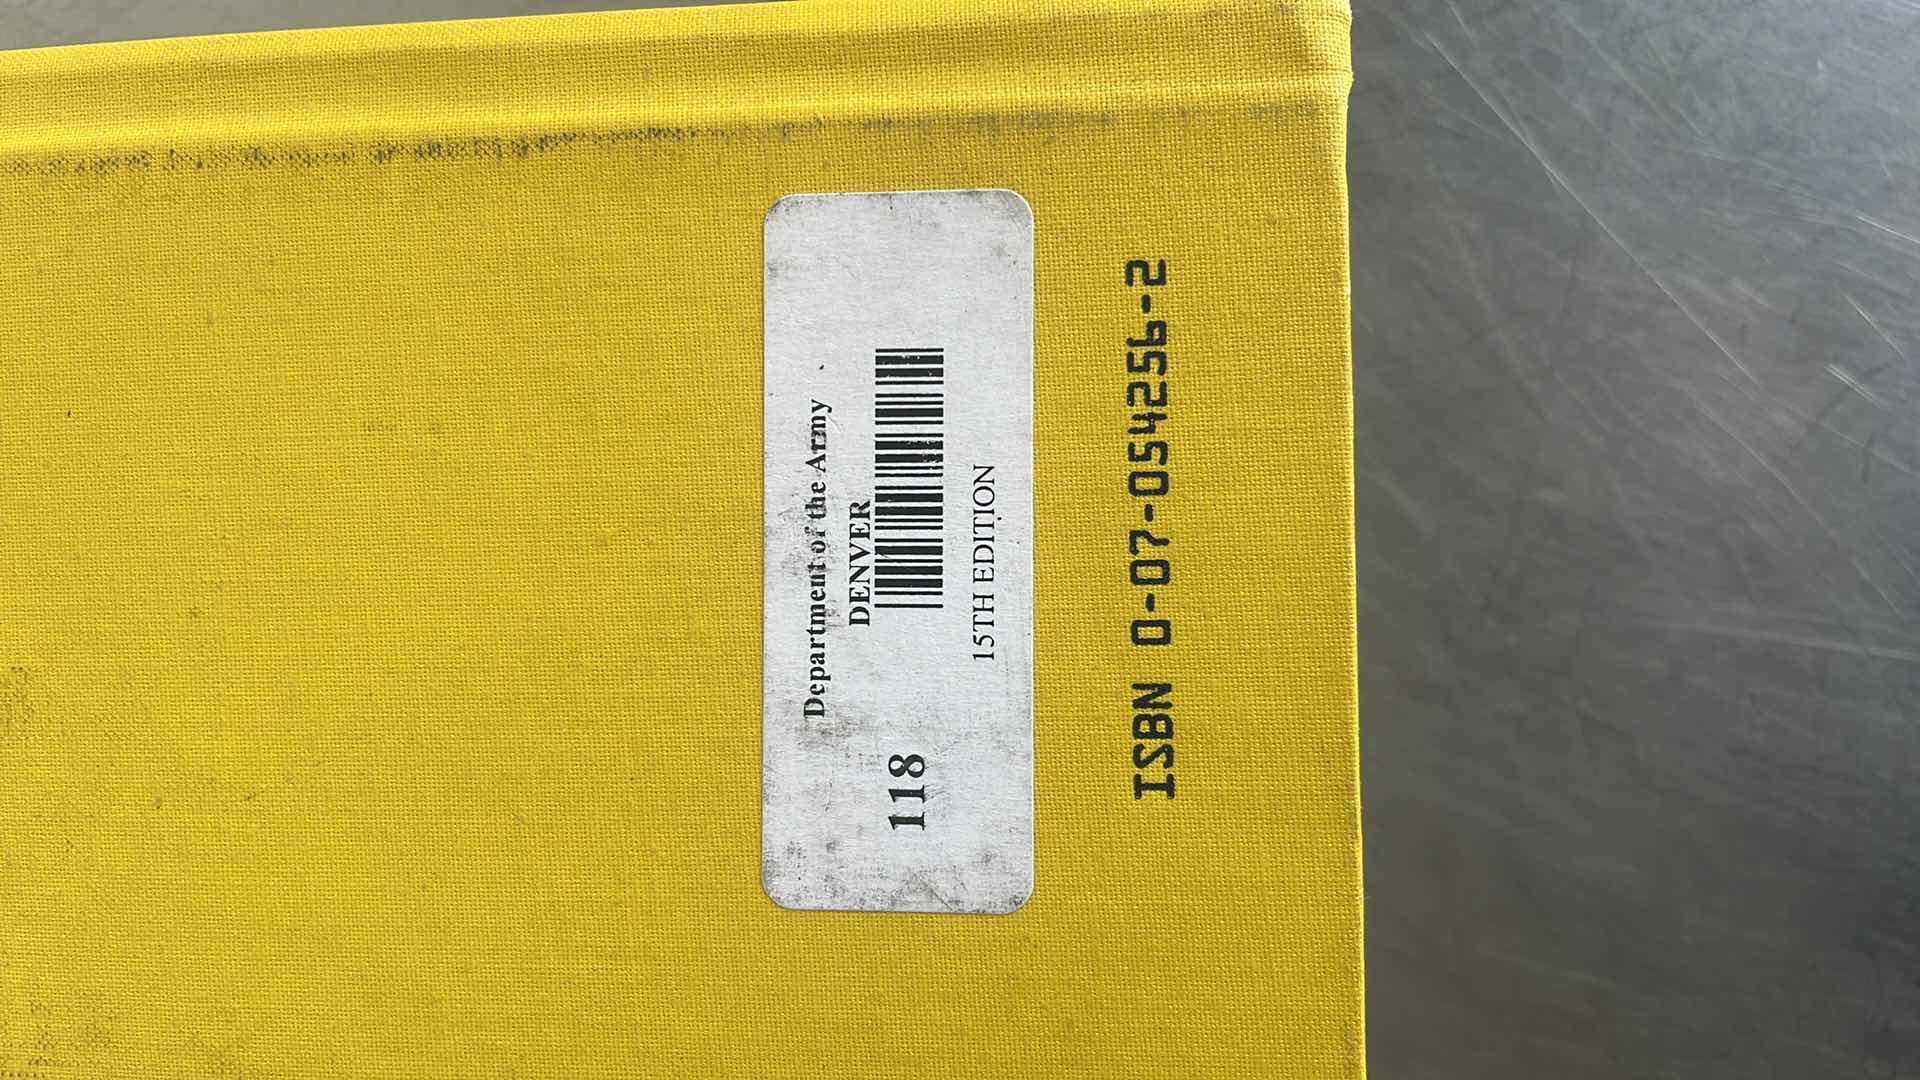 Department of the Army
DENVER
118
15TH EDITION
ISBN 0-07-054256-2